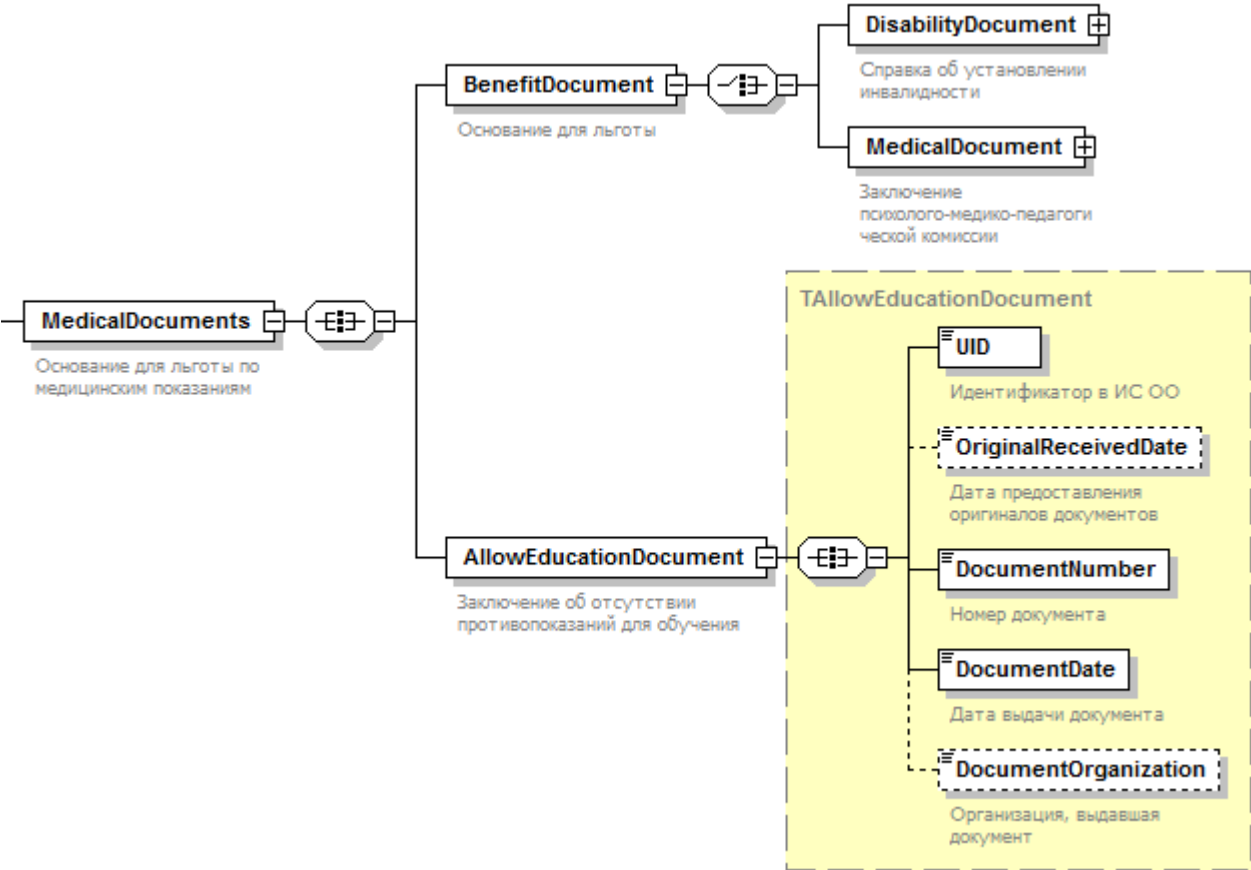 DisabilityDocument
Справка об установлении
инвалидности
BenefitDocument
Основание для льготы
MedicalDocument
Заключение
психолого-медико-педагоги
ческой комиссии
MedicalDocuments
Основание для льготы по
медицинским показаниям
TAllowEducationDocument
UID
Идентификатор в ИС ОО
OriginalReceivedDate
Дата предоставления
оригиналов документов
AllowEducationDocument
Заключение об отсутствии
противопоказаний для обучения
DocumentNumber
Номер документа
DocumentDate
Дата выдачи документа
DocumentOrganization
Организация, выдавшая
документ